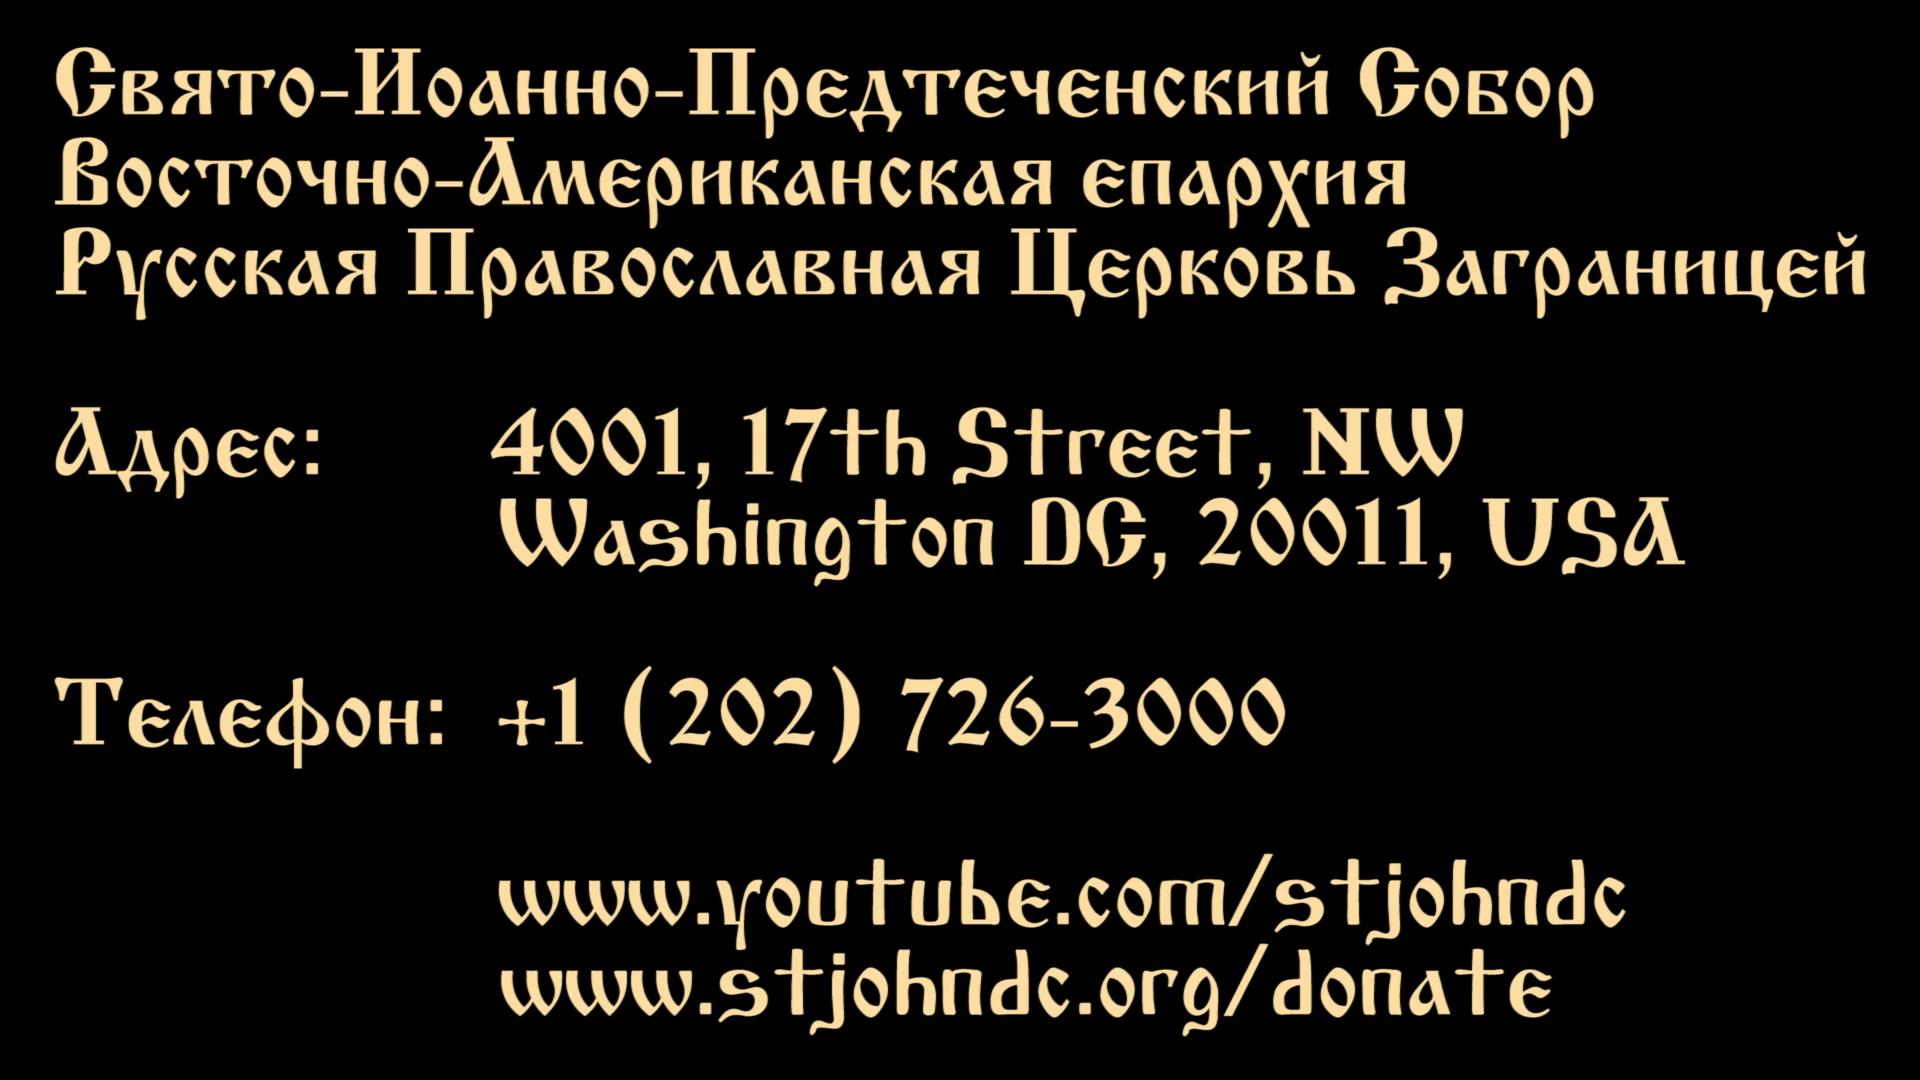 Свято-Иоанно-Предтеченский Собор
Восточно-Американская епархия
Русская Православная Церковь Заграницей
Адрес: 4001, 17th Street, NW
Washington DC, 20011, USA
Телефон: +1 (202) 726-3000
www.youtube.com/stjohndc
www.stjohndc.org/donate